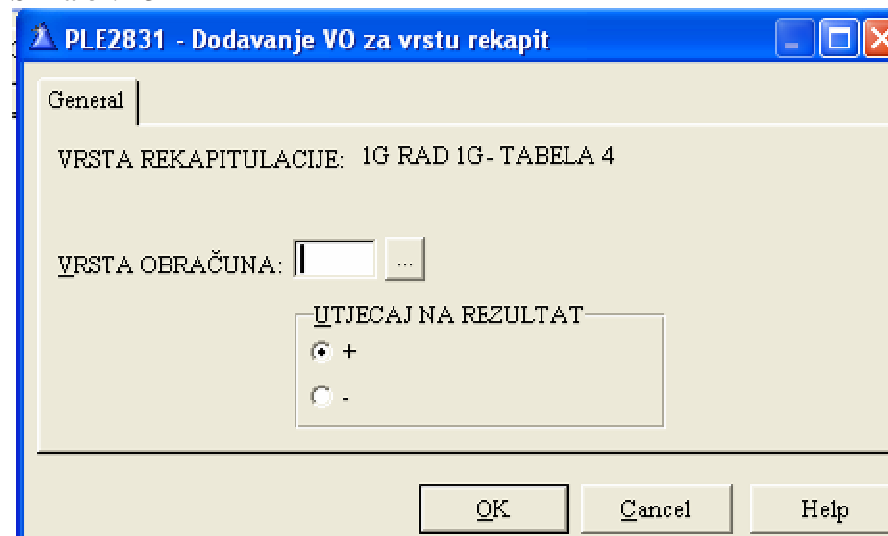 PLE2831 - Dodavanje VO za vrstu rekapit
General
VRSTA REKAPITULACIJE: 1G RAD 1G- TABELA 4
VRSTA OBRAČUNA: ...
UTJECAJ NA REZULTAT
+
-
OK Cancel Help